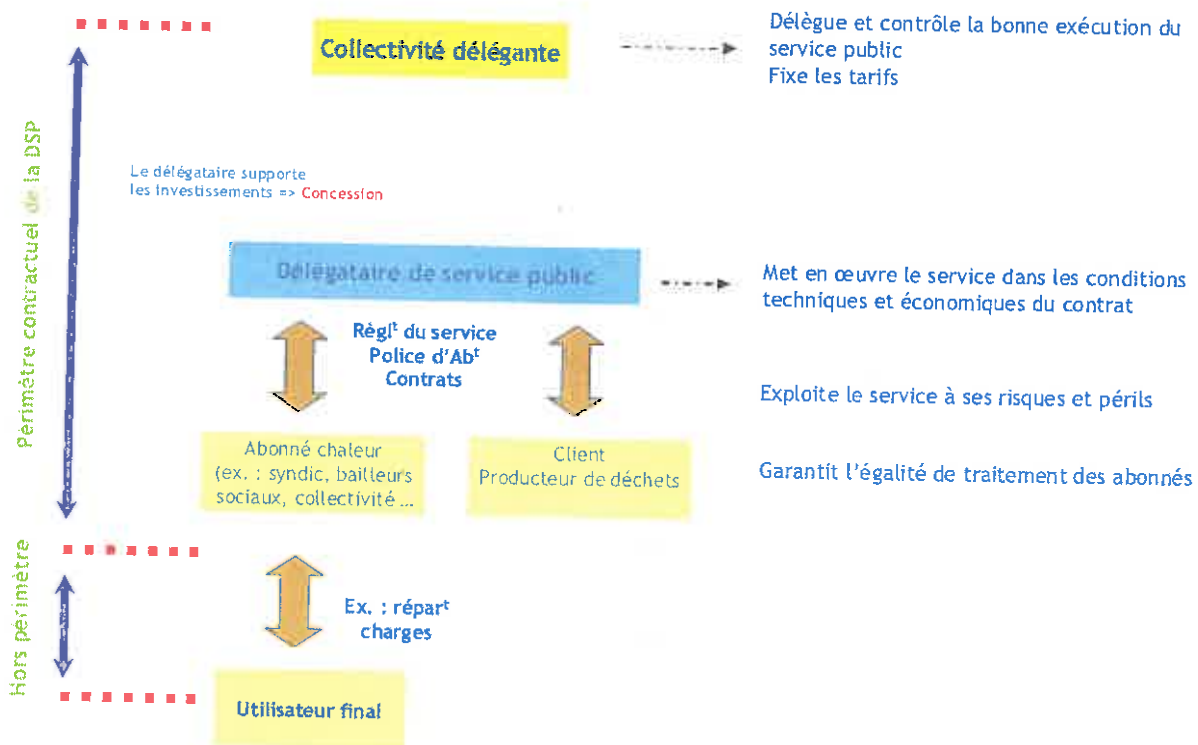 Collectivité délégante
Délègue et contrôle la bonne exécution du
service public
Fixe les tarifs
Périmètre contractuel de la DSP
Le délégataire supporte
les investissements => Concession
Délégataire de service public
Met en œuvre le service dans les conditions
techniques et économiques du contrat
Règlᵗ du service
Police d'Abᵗ
Contrats
Exploite le service à ses risques et périls
Abonné chaleur
(ex. : syndic, bailleurs
sociaux, collectivité ...
Client
Producteur de déchets
Garantit l'égalité de traitement des abonnés
Hors périmètre
Ex. : réparᵗ
charges
Utilisateur final